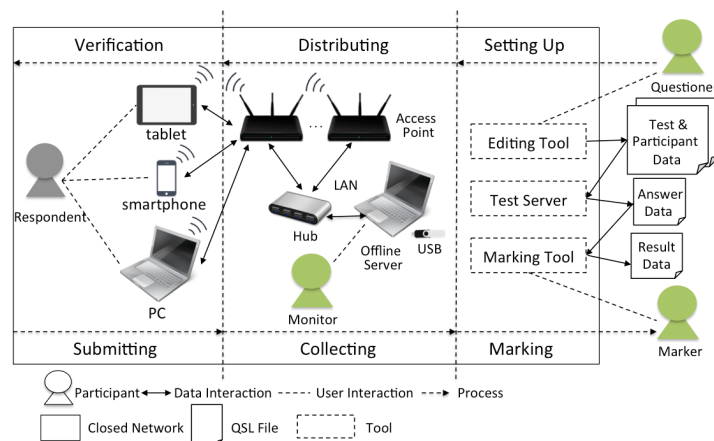 Verification
Distributing
Setting Up
Questione
tablet
Access
Point
Editing Tool
Test &
Participant
Data
smartphone
Respondent
LAN
Hub
Offline
Server
USB
Test Server
Answer
Data
Marking Tool
Result
Data
PC
Monitor
Marker
Submitting
Collecting
Marking
Participant
Data Interaction
User Interaction
Process
Closed Network
QSL File
Tool